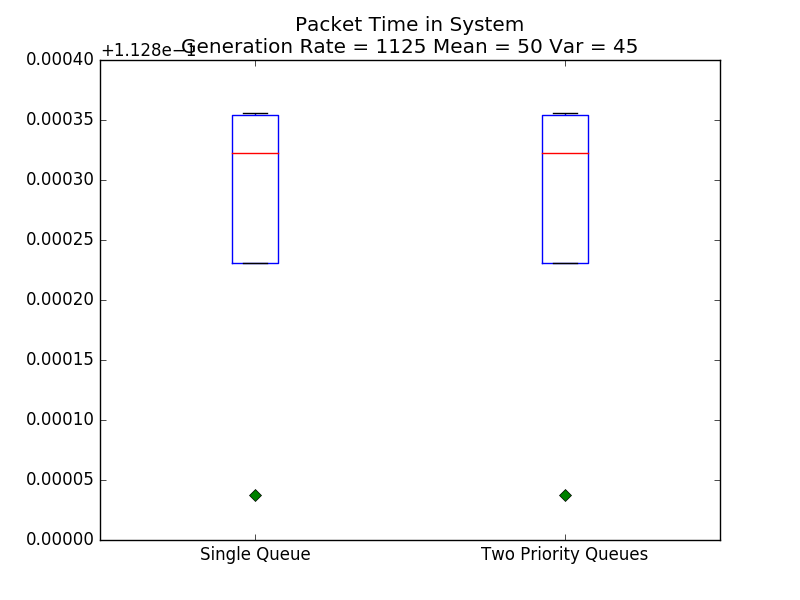 Packet Time in System
Generation Rate = 1125 Mean = 50 Var = 45
+1.128e−1
0.00040
0.00035
0.00030
0.00025
0.00020
0.00015
0.00010
0.00005
0.00000
Single Queue
Two Priority Queues